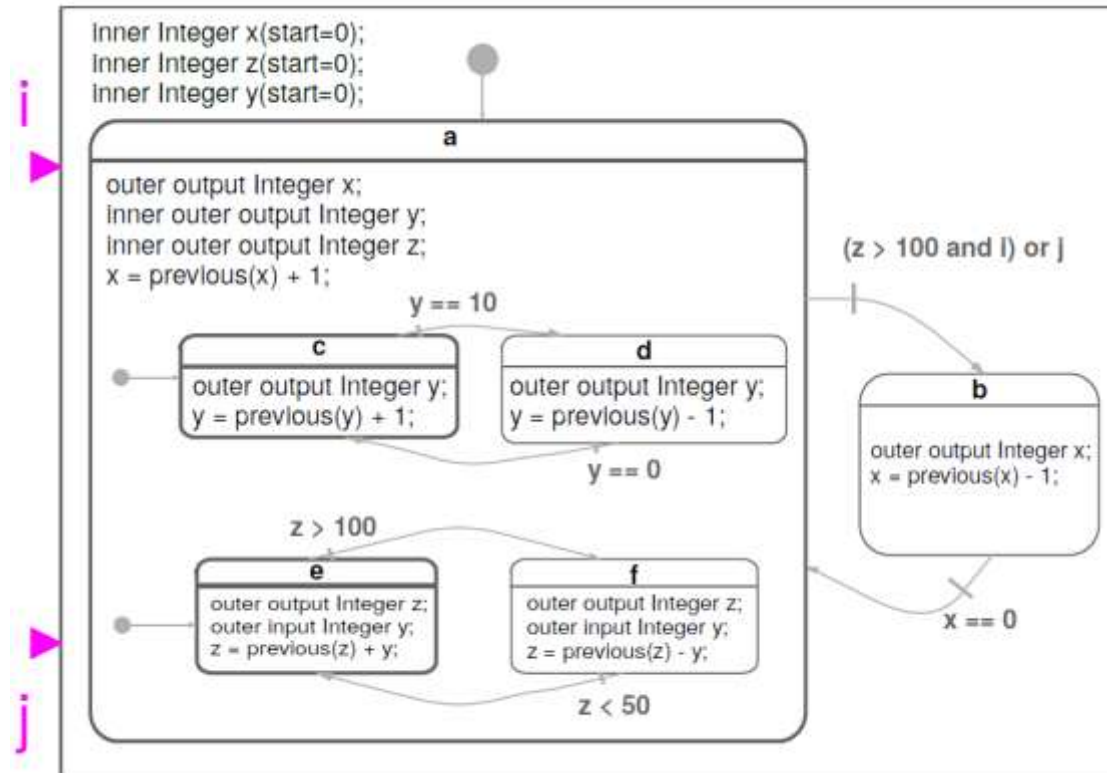 inner Integer x(start=0);
inner Integer z(start=0);
inner Integer y(start=0);
i
a
outer output Integer x;
inner outer output Integer y;
inner outer output Integer z;
x = previous(x) + 1;
(z > 100 and i) or j
y == 10
c
outer output Integer y;
y = previous(y) + 1;
d
outer output Integer y;
y = previous(y) - 1;
y == 0
b
outer output Integer x;
x = previous(x) - 1;
x == 0
z > 100
e
outer output Integer z;
outer input Integer y;
z = previous(z) + y;
f
outer output Integer z;
outer input Integer y;
z = previous(z) - y;
z < 50
j